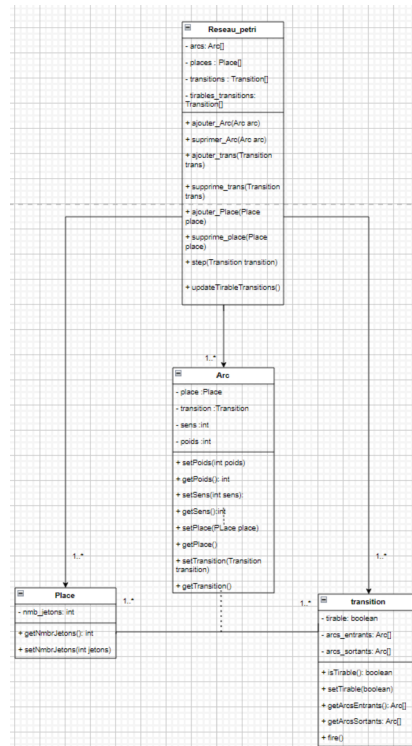 Reseau_petri
- arcs: Arc[]
- places : Place[]
- transitions : Transition[]
- tirables_transitions:
Transition[]
+ ajouter_Arc(Arc arc)
+ suprimer_Arc(Arc arc)
+ ajouter_trans(Transition
trans)
+ supprime_trans(Transition
trans)
+ ajouter_Place(Place
place)
+ supprime_place(Place
place)
+ step(Transition transition)
+ updateTirableTransitions()
1..*
Arc
- place :Place
- transition :Transition
- sens :int
- poids :int
+ setPoids(int poids)
+ getPoids(): int
+ setSens(int sens):
+ getSens():int
+ setPlace(PLace place)
+ getPlace()
+ setTransition(Transition
transition)
+ getTransition()
1..*
1..*
Place
- nmb_jetons: int
+ getNmbrJetons(): int
+ setNmbrJetons(int jetons)
1..*
1..*
transition
- tirable: boolean
- arcs_entrants: Arc[]
- arcs_sortants: Arc[]
+ isTirable(): boolean
+ setTirable(boolean)
+ getArcsEntrants(): Arc[]
+ getArcsSortants: Arc[]
+ fire()